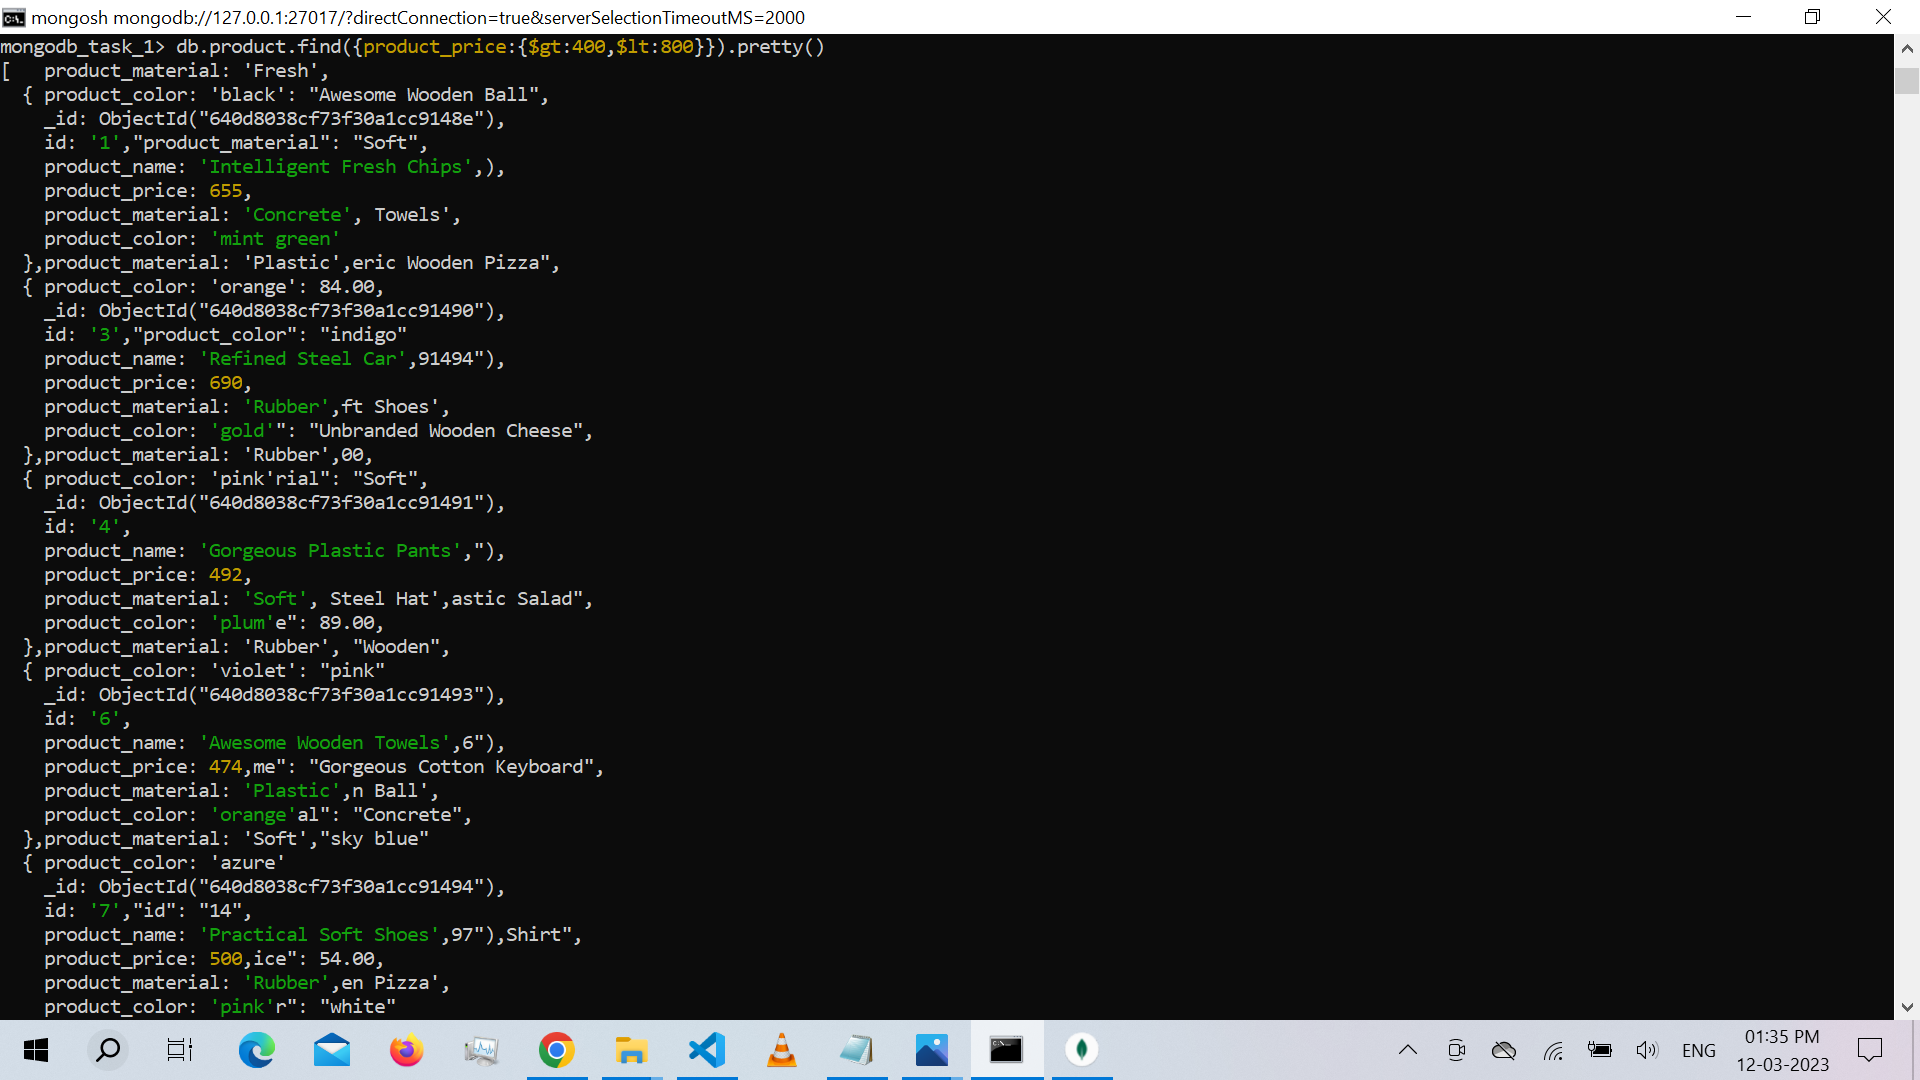 mongosh mongodb://127.0.0.1:27017/?directConnection=true&serverSelectionTimeoutMS=2000
mongodb_task_1> db.product.find({product_price:{$gt:400,$lt:800}}).pretty()
[   product_material: 'Fresh',
  { product_color: 'black': "Awesome Wooden Ball",
    _id: ObjectId("640d8038cf73f30a1cc9148e"),
    id: '1',"product_material": "Soft",
    product_name: 'Intelligent Fresh Chips',),
    product_price: 655,
    product_material: 'Concrete', Towels',
    product_color: 'mint green'
  },product_material: 'Plastic',eric Wooden Pizza",
  { product_color: 'orange': 84.00,
    _id: ObjectId("640d8038cf73f30a1cc91490"),
    id: '3',"product_color": "indigo"
    product_name: 'Refined Steel Car',91494"),
    product_price: 690,
    product_material: 'Rubber',ft Shoes',
    product_color: 'gold'": "Unbranded Wooden Cheese",
  },product_material: 'Rubber',00,
  { product_color: 'pink'rial": "Soft",
    _id: ObjectId("640d8038cf73f30a1cc91491"),
    id: '4',
    product_name: 'Gorgeous Plastic Pants',"),
    product_price: 492,
    product_material: 'Soft', Steel Hat',astic Salad",
    product_color: 'plum'e": 89.00,
  },product_material: 'Rubber', "Wooden",
  { product_color: 'violet': "pink"
    _id: ObjectId("640d8038cf73f30a1cc91493"),
    id: '6',
    product_name: 'Awesome Wooden Towels',6"),
    product_price: 474,me": "Gorgeous Cotton Keyboard",
    product_material: 'Plastic',n Ball',
    product_color: 'orange'al": "Concrete",
  },product_material: 'Soft',"sky blue"
  { product_color: 'azure'
    _id: ObjectId("640d8038cf73f30a1cc91494"),
    id: '7',"id": "14",
    product_name: 'Practical Soft Shoes',97"),Shirt",
    product_price: 500,ice": 54.00,
    product_material: 'Rubber',en Pizza',
    product_color: 'pink'r": "white"
ENG
01:35 PM
12-03-2023